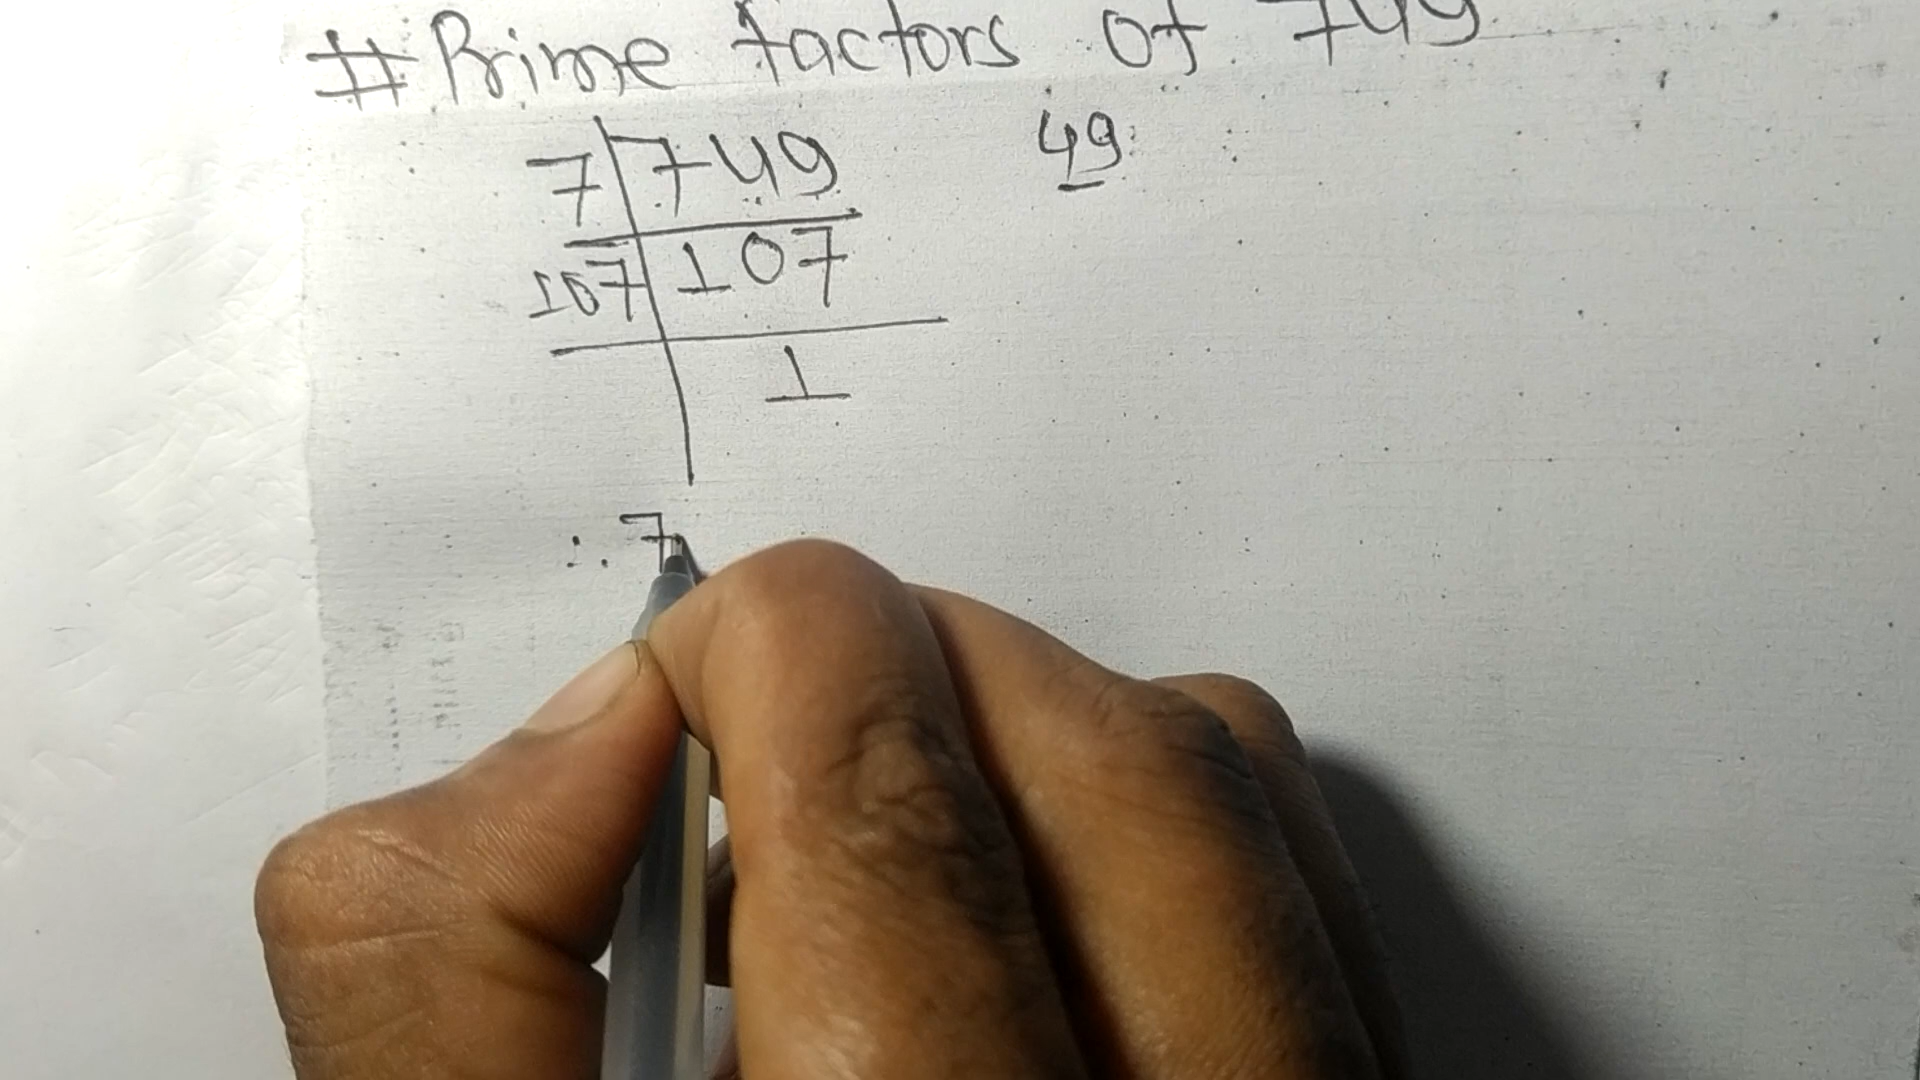 # Prime factors of 749
7 749 49
107 107
1
∴ 7